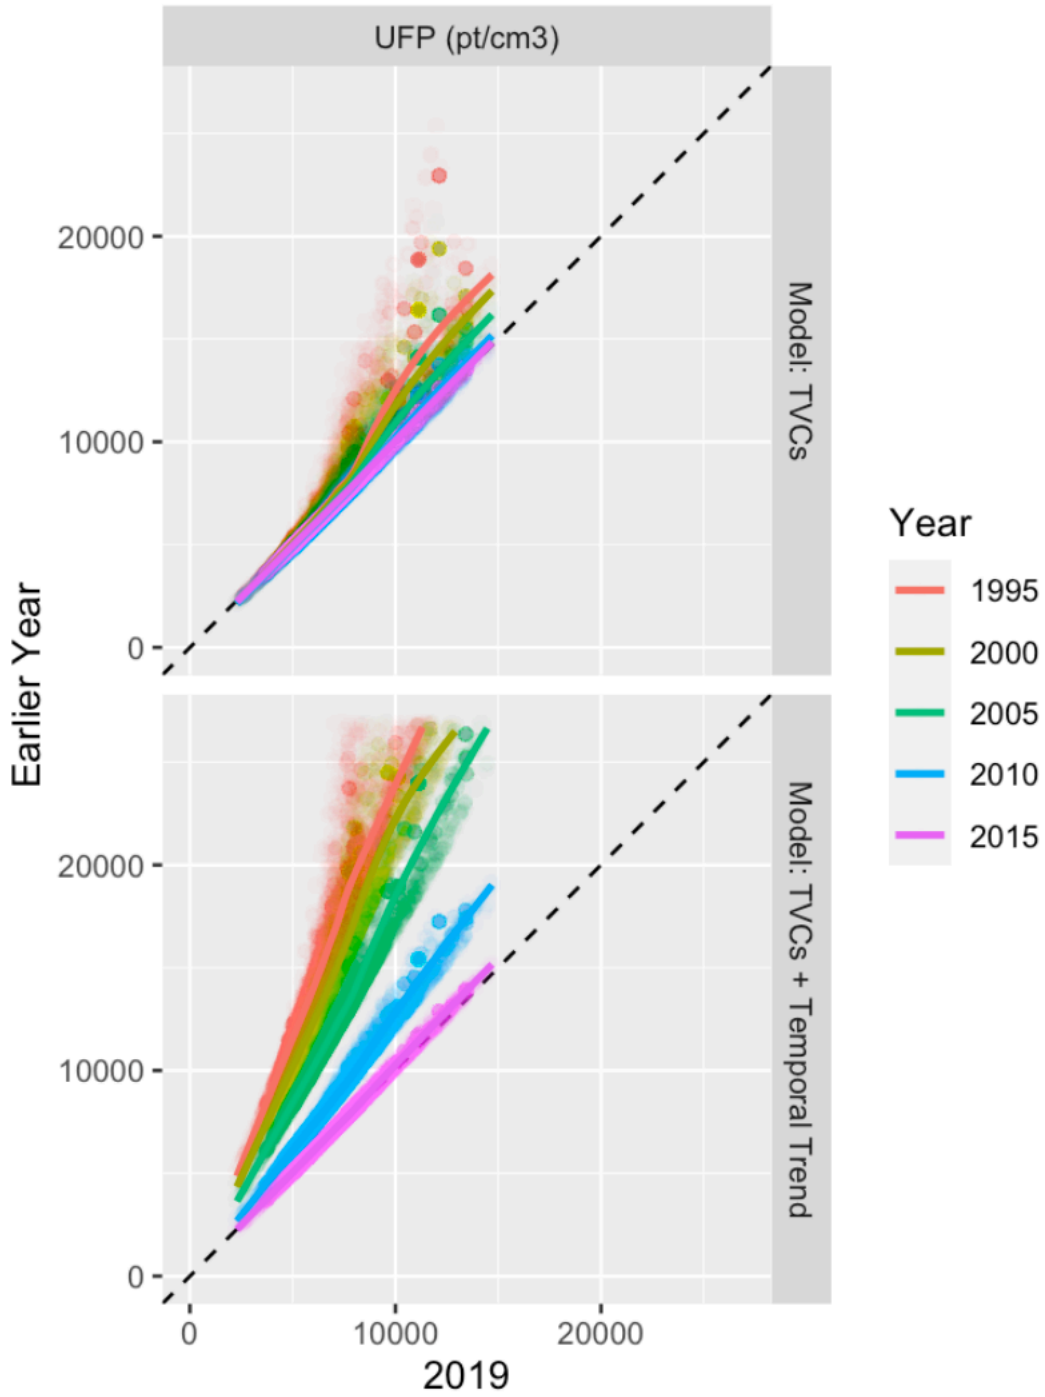 UFP (pt/cm3)
20000
10000
0
Model: TVCs
Earlier Year
20000
10000
0
Model: TVCs + Temporal Trend
0 10000 20000
2019
Year
1995
2000
2005
2010
2015